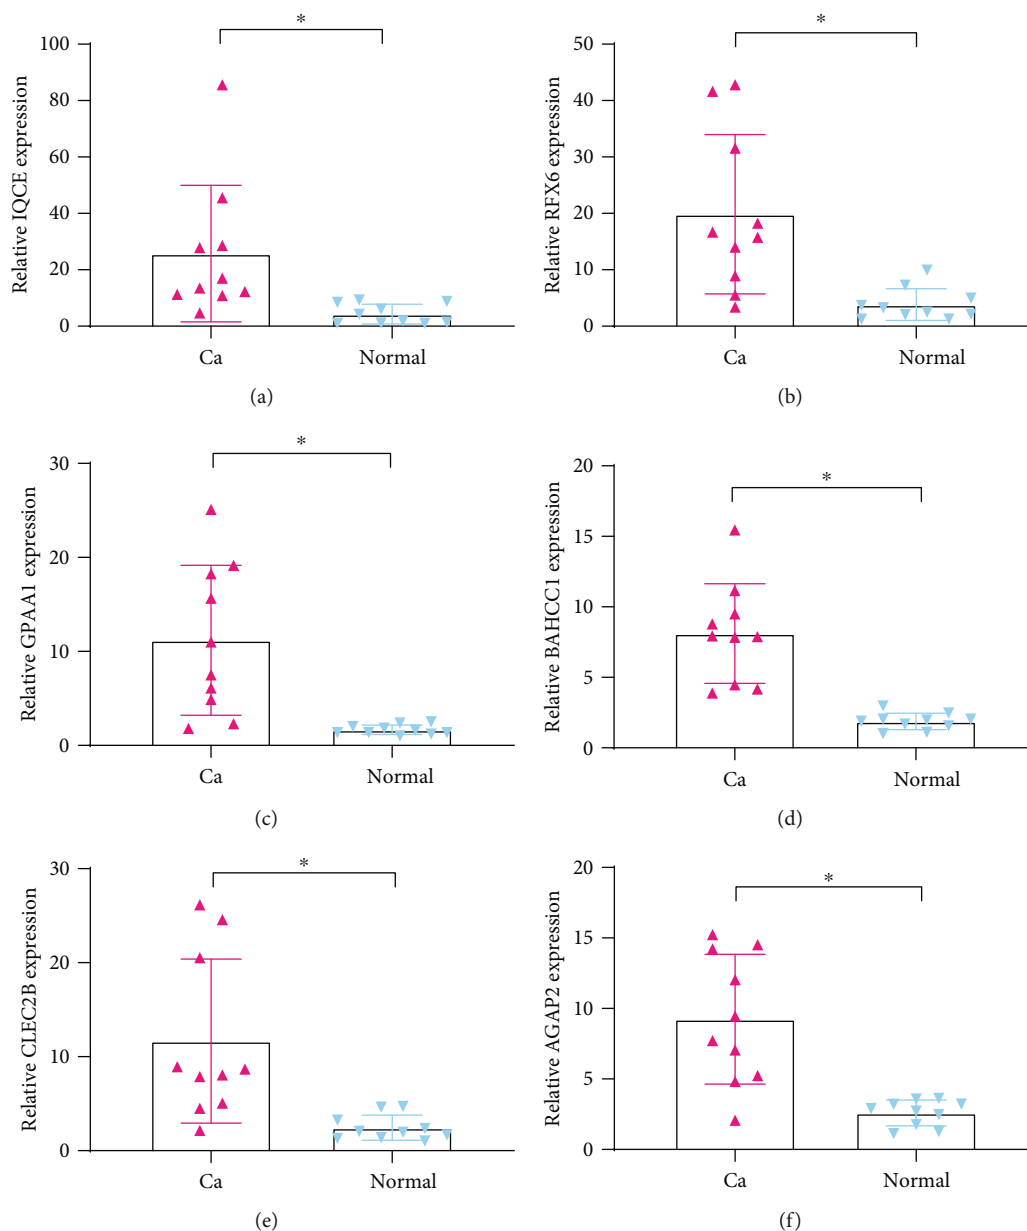 *
*
100
80
60
40
20
0
Relative IQCE expression
Ca
Normal
(a)
50
40
30
20
10
0
Relative RFX6 expression
Ca
Normal
(b)
*
30
20
10
0
Relative GPAA1 expression
Ca
Normal
(c)
*
20
15
10
5
0
Relative BAHCC1 expression
Ca
Normal
(d)
*
30
20
10
0
Relative CLEC2B expression
Ca
Normal
(e)
*
20
15
10
5
0
Relative AGAP2 expression
Ca
Normal
(f)